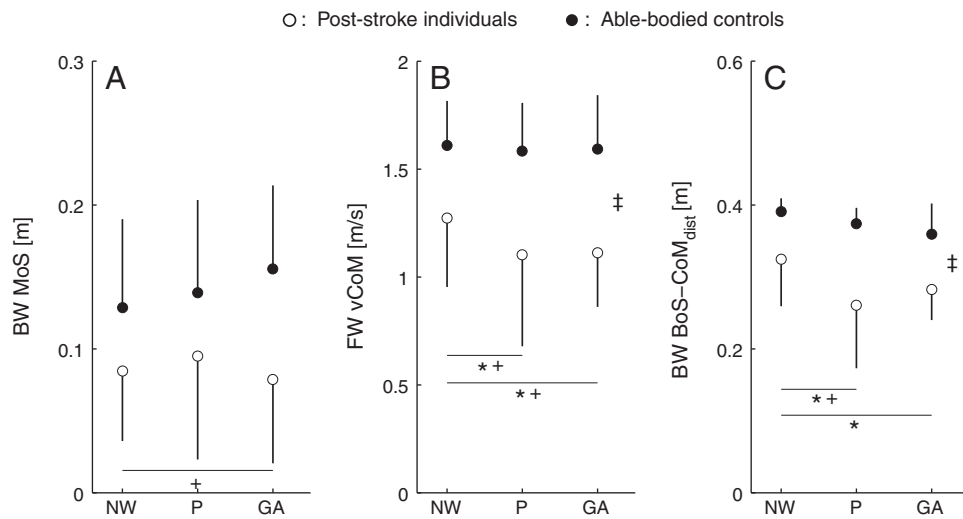 ○ : Post-stroke individuals ● : Able-bodied controls
A
BW MoS [m]
0.3
0.2
0.1
0
+
NW P GA
B
FW vCoM [m/s]
2
1.5
1
0.5
0
‡
* +
* +
NW P GA
C
BW BoS−CoM_dist [m]
0.6
0.4
0.2
0
‡
* +
*
NW P GA